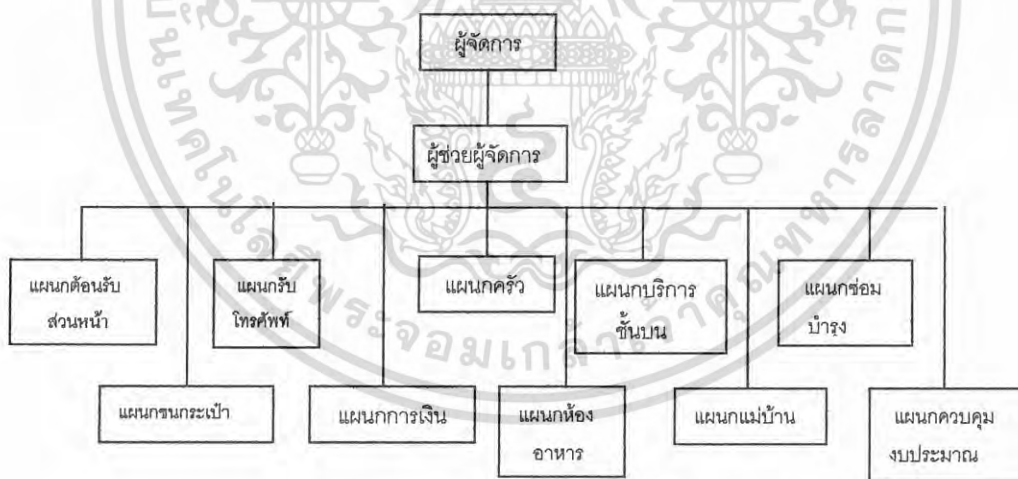 ผู้จัดการ
ผู้ช่วยผู้จัดการ
แผนกต้อนรับ
ส่วนหน้า
แผนกรับ
โทรศัพท์
แผนกครัว
แผนกบริการ
ชั้นบน
แผนกซ่อม
บำรุง
แผนกขนกระเป๋า
แผนกการเงิน
แผนกห้อง
อาหาร
แผนกแม่บ้าน
แผนกควบคุม
งบประมาณ